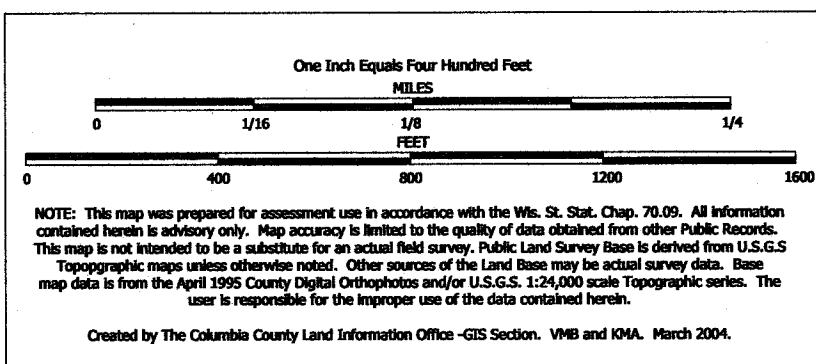 One Inch Equals Four Hundred Feet
MILES
0 1/16 1/8 1/4
FEET
0 400 800 1200 1600
NOTE: This map was prepared for assessment use in accordance with the Wis. St. Stat. Chap. 70.09. All information
contained herein is advisory only. Map accuracy is limited to the quality of data obtained from other Public Records.
This map is not intended to be a substitute for an actual field survey. Public Land Survey Base is derived from U.S.G.S
Topopgraphic maps unless otherwise noted. Other sources of the Land Base may be actual survey data. Base
map data is from the April 1995 County Digital Orthophotos and/or U.S.G.S. 1:24,000 scale Topographic series. The
user is responsible for the improper use of the data contained herein.
Created by The Columbia County Land Information Office -GIS Section. VMB and KMA. March 2004.